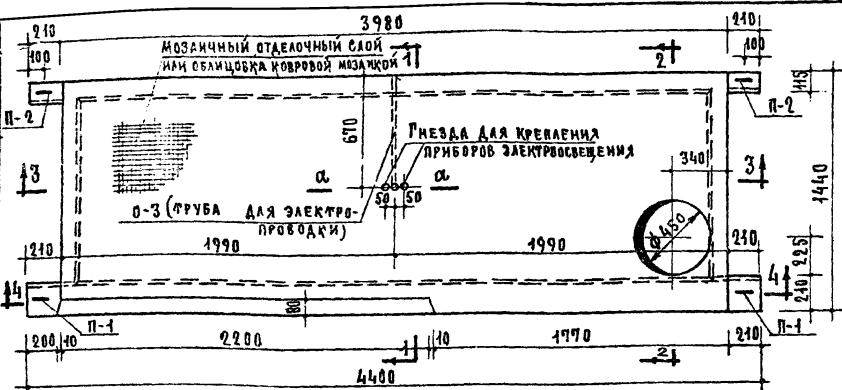 3980
210
210
100
100
МОЗАИЧНЫЙ ОТДЕЛОЧНЫЙ СЛОЙ
ИЛИ ОБЛИЦОВКА КОВРОВОЙ МОЗАИКОЙ
1
2
П-2
П-2
115
670
ГНЕЗДА ДЛЯ КРЕПЛЕНИЯ
ПРИБОРОВ ЭЛЕКТРООСВЕЩЕНИЯ
340
3
3
1440
а
а
50
50
0-3 (ТРУБА ДЛЯ ЭЛЕКТРО-
ПРОВОДКИ)
Ф450
210
1990
1990
210
225
4
4
210
80
П-1
П-1
200
10
2200
1
10
1770
2
210
4400